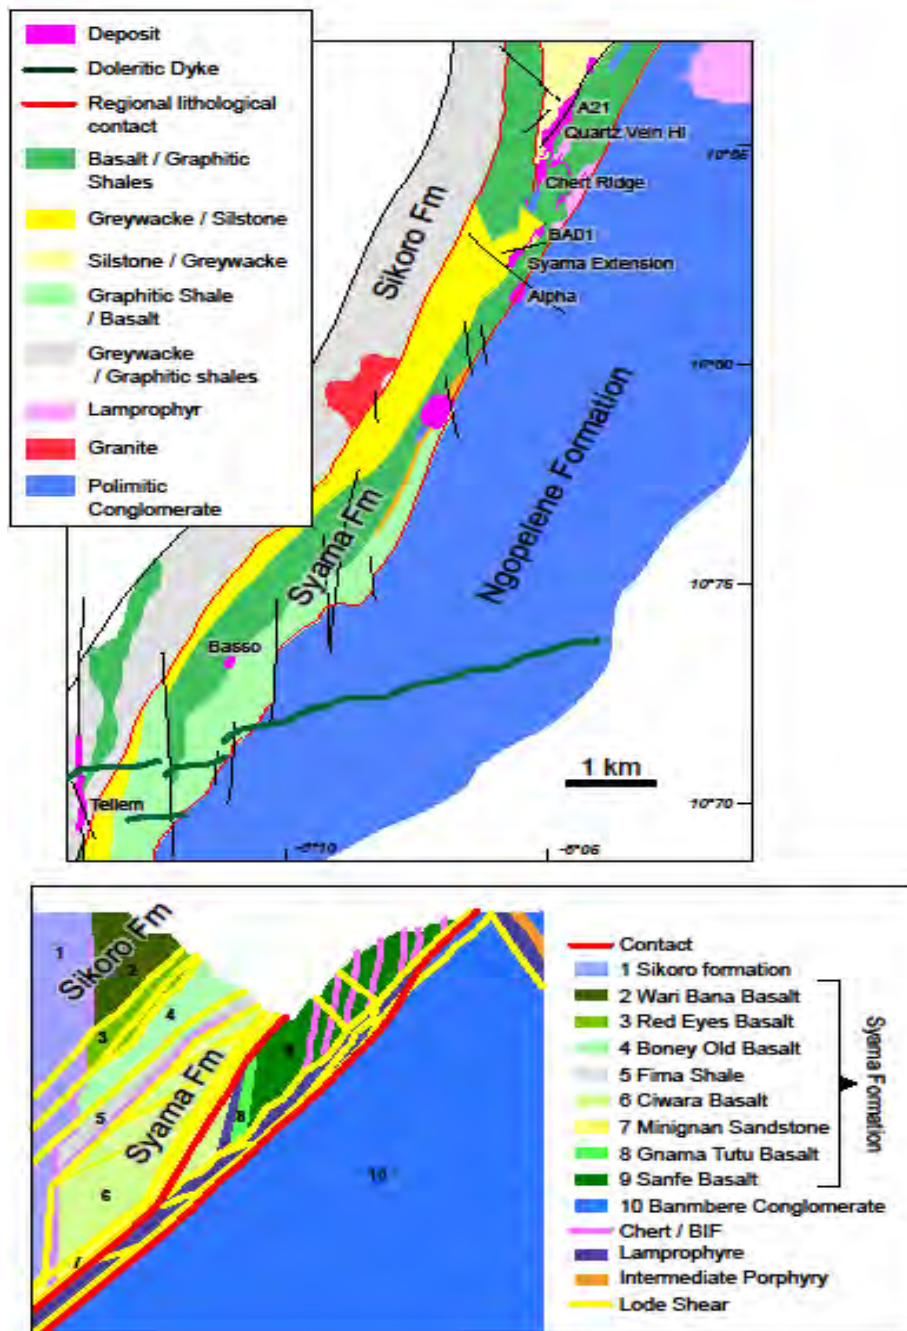 Deposit
Doleritic Dyke
Regional lithological
contact
Basalt / Graphitic
Shales
Greywacke / Silstone
Silstone / Greywacke
Graphitic Shale
/ Basalt
Greywacke
/ Graphitic shales
Lamprophyr
Granite
Polimitic
Conglomerate
A21
Quartz Vein Hl
10°85
Chert Ridge
Sikoro Fm
BA01
Syama Extension
Alpha
10°80
Ngopelene Formation
Syama Fm
10°75
Basso
1 km
Tellem
10°70
-6°10
-6°06
Sikoro Fm
Syama Fm
1
2
3
4
5
6
7
8
9
10
Contact
1 Sikoro formation
2 Wari Bana Basalt
3 Red Eyes Basalt
4 Boney Old Basalt
5 Fima Shale
6 Ciwara Basalt
7 Minignan Sandstone
8 Gnama Tutu Basalt
9 Sanfe Basalt
10 Banmbere Conglomerate
Chert / BIF
Lamprophyre
Intermediate Porphyry
Lode Shear
Syama Formation